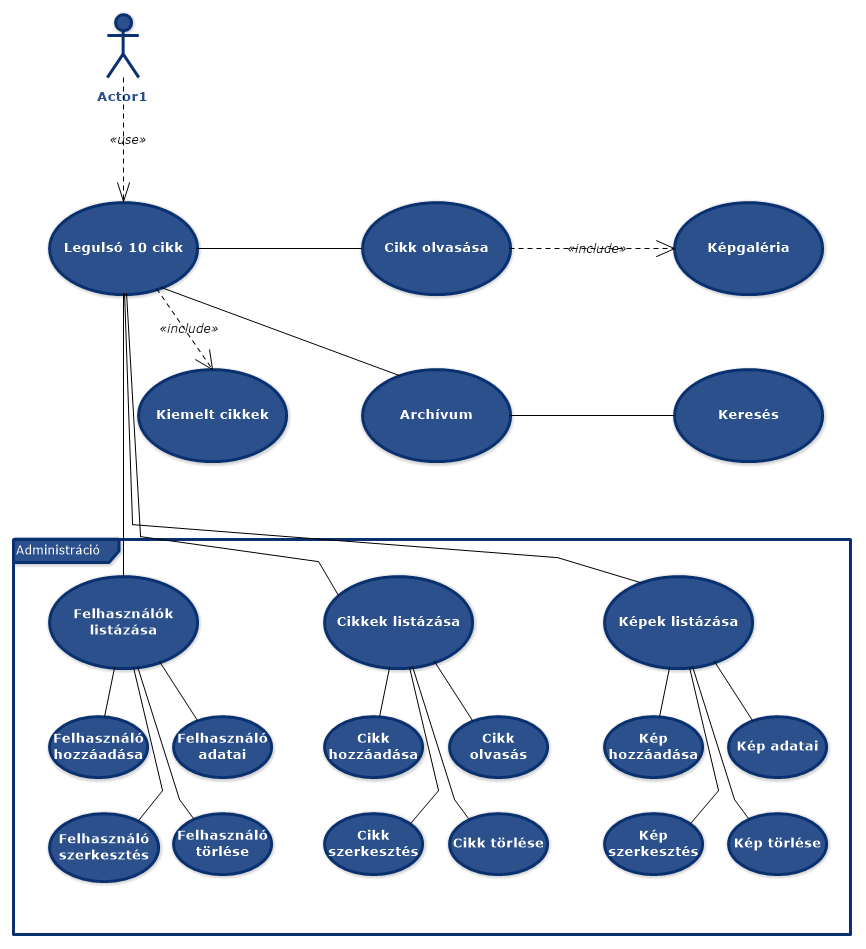 Actor1
«use»
Legulsó 10 cikk
Cikk olvasása
«include»
Képgaléria
«include»
Kiemelt cikkek
Archívum
Keresés
Administráció
Felhasználók
listázása
Cikkek listázása
Képek listázása
Felhasználó
hozzáadása
Felhasználó
adatai
Cikk
hozzáadása
Cikk
olvasás
Kép
hozzáadása
Kép adatai
Felhasználó
szerkesztés
Felhasználó
törlése
Cikk
szerkesztés
Cikk törlése
Kép
szerkesztés
Kép törlése